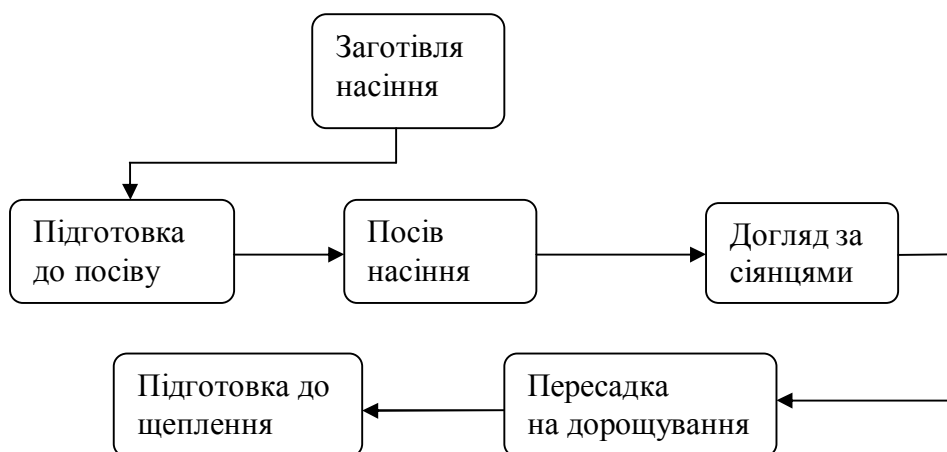 Заготівля
насіння
Підготовка
до посіву
Посів
насіння
Догляд за
сіянцями
Підготовка до
щеплення
Пересадка
на дорощування